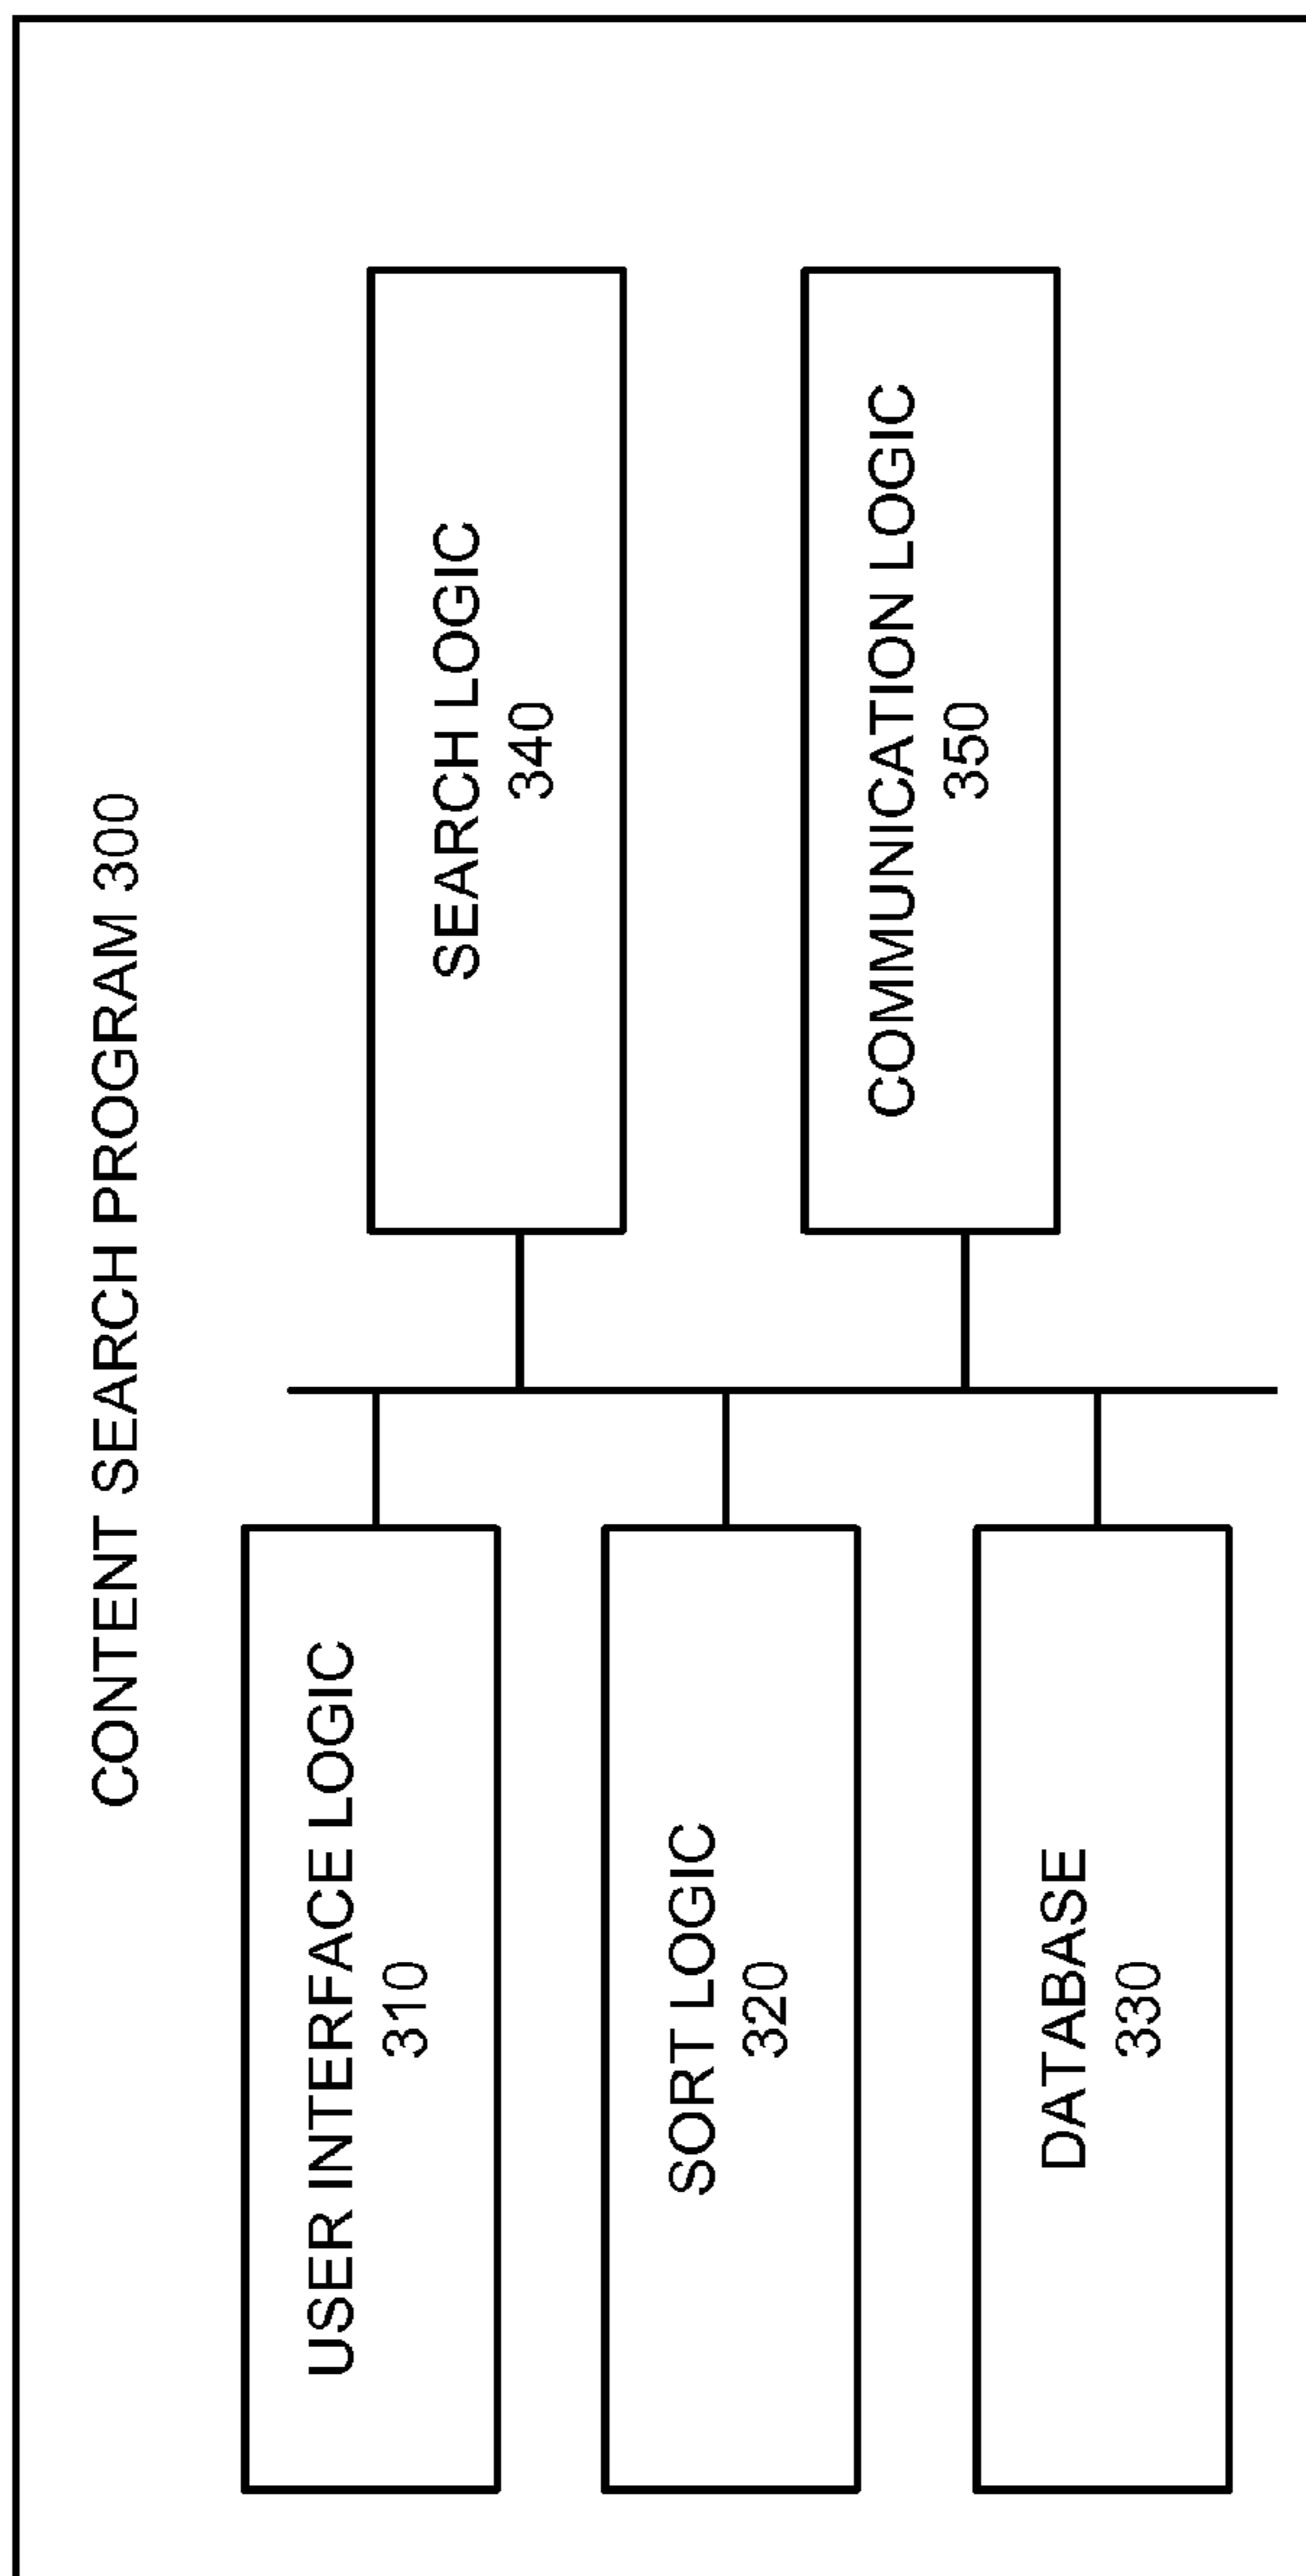 CONTENT SEARCH PROGRAM 300
USER INTERFACE LOGIC
310
SORT LOGIC
320
DATABASE
330
SEARCH LOGIC
340
COMMUNICATION LOGIC
350